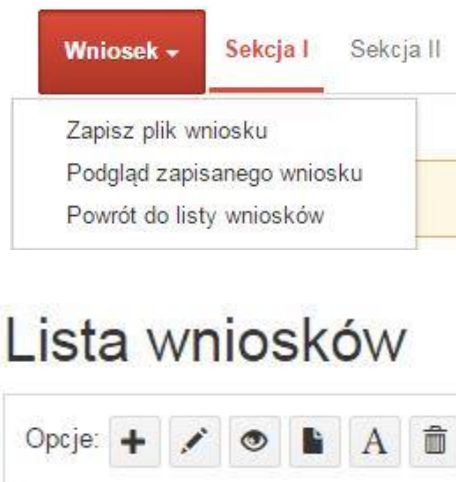 Wniosek Sekcja I Sekcja II
Zapisz plik wniosku
Podgląd zapisanego wniosku
Powrót do listy wniosków
Lista wniosków
Opcje: A